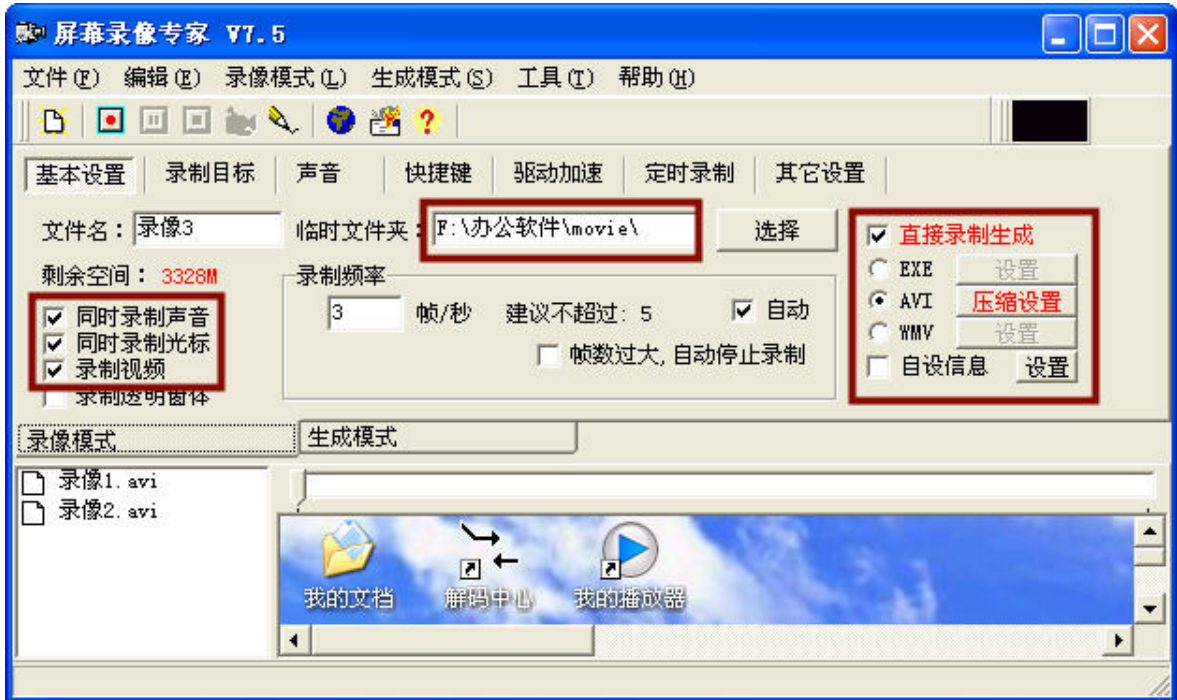 屏幕录像专家 V7.5
文件(F) 编辑(E) 录像模式(L) 生成模式(S) 工具(T) 帮助(H)
基本设置 录制目标 声音 快捷键 驱动加速 定时录制 其它设置
文件名：录像3 临时文件夹：F:\办公软件\movie\ 选择
直接录制生成
剩余空间：3328M 录制频率
EXE 设置
3 帧/秒 建议不超过: 5 自动
AVI 压缩设置
同时录制声音
同时录制光标
WMV 设置
录制视频
帧数过大,自动停止录制
自设信息 设置
录制透明窗体
录像模式 生成模式
录像1.avi
录像2.avi
我的文档 解码中心 我的播放器